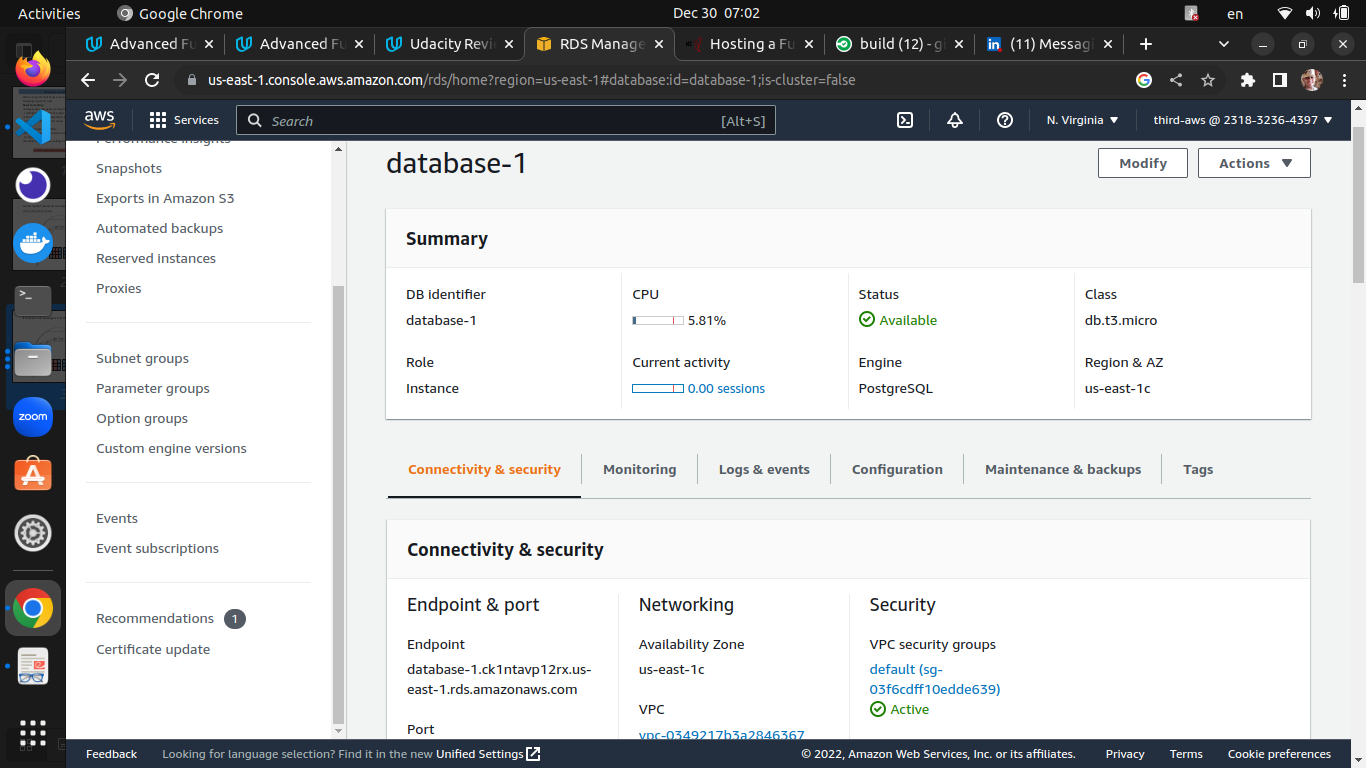 Activities
Google Chrome
Dec 30 07:02
en
Advanced Fu
Advanced Fu
Udacity Revi
RDS Manage
Hosting a Fu
build (12) - gi
(11) Messagi
us-east-1.console.aws.amazon.com/rds/home?region=us-east-1#database:id=database-1;is-cluster=false
aws
Services
Search
[Alt+S]
N. Virginia
third-aws @ 2318-3236-4397
Performance insights
Snapshots
Exports in Amazon S3
Automated backups
Reserved instances
Proxies
Subnet groups
Parameter groups
Option groups
Custom engine versions
Events
Event subscriptions
Recommendations 1
Certificate update
database-1
Modify
Actions
Summary
DB identifier
database-1
CPU
5.81%
Status
Available
Class
db.t3.micro
Role
Instance
Current activity
0.00 sessions
Engine
PostgreSQL
Region & AZ
us-east-1c
Connectivity & security
Monitoring
Logs & events
Configuration
Maintenance & backups
Tags
Connectivity & security
Endpoint & port
Endpoint
database-1.ck1ntavp12rx.us-
east-1.rds.amazonaws.com
Port
Networking
Availability Zone
us-east-1c
VPC
vpc-0349217b3a2846367
Security
VPC security groups
default (sg-
03f6cdff10edde639)
Active
zoom
Feedback
Looking for language selection? Find it in the new Unified Settings
© 2022, Amazon Web Services, Inc. or its affiliates.
Privacy
Terms
Cookie preferences